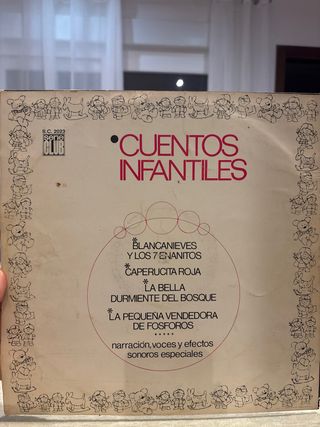 S.C. 2023
serie
CLUB
CUENTOS
INFANTILES
*BLANCANIEVES
Y LOS 7 ENANITOS
*CAPERUCITA ROJA
*LA BELLA
DURMIENTE DEL BOSQUE
*LA PEQUEÑA VENDEDORA
DE FOSFOROS
*****
narración, voces y efectos
sonoros especiales